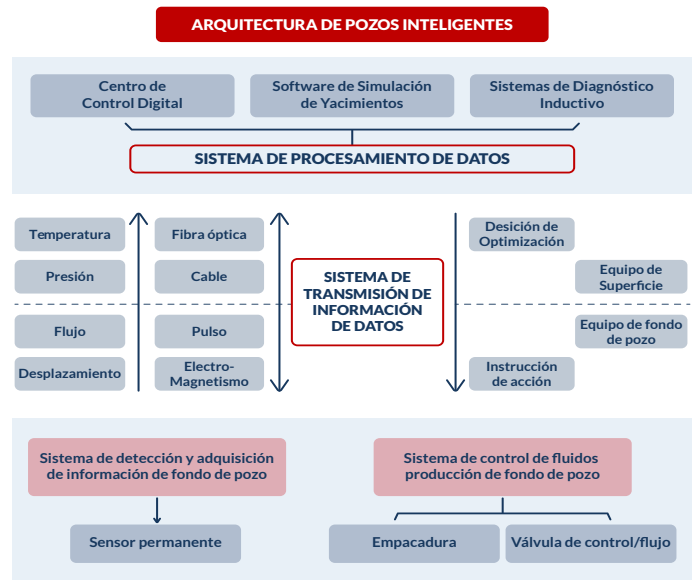 ARQUITECTURA DE POZOS INTELIGENTES
Centro de
Control Digital
Software de Simulación
de Yacimientos
Sistemas de Diagnóstico
Inductivo
SISTEMA DE PROCESAMIENTO DE DATOS
Temperatura
Presión
Flujo
Desplazamiento
Fibra óptica
Cable
Pulso
Electro-
Magnetismo
SISTEMA DE
TRANSMISIÓN DE
INFORMACIÓN
DE DATOS
Desición de
Optimización
Equipo de
Superficie
Equipo de fondo
de pozo
Instrucción
de acción
Sistema de detección y adquisición
de información de fondo de pozo
Sensor permanente
Sistema de control de fluidos
producción de fondo de pozo
Empacadura
Válvula de control/flujo